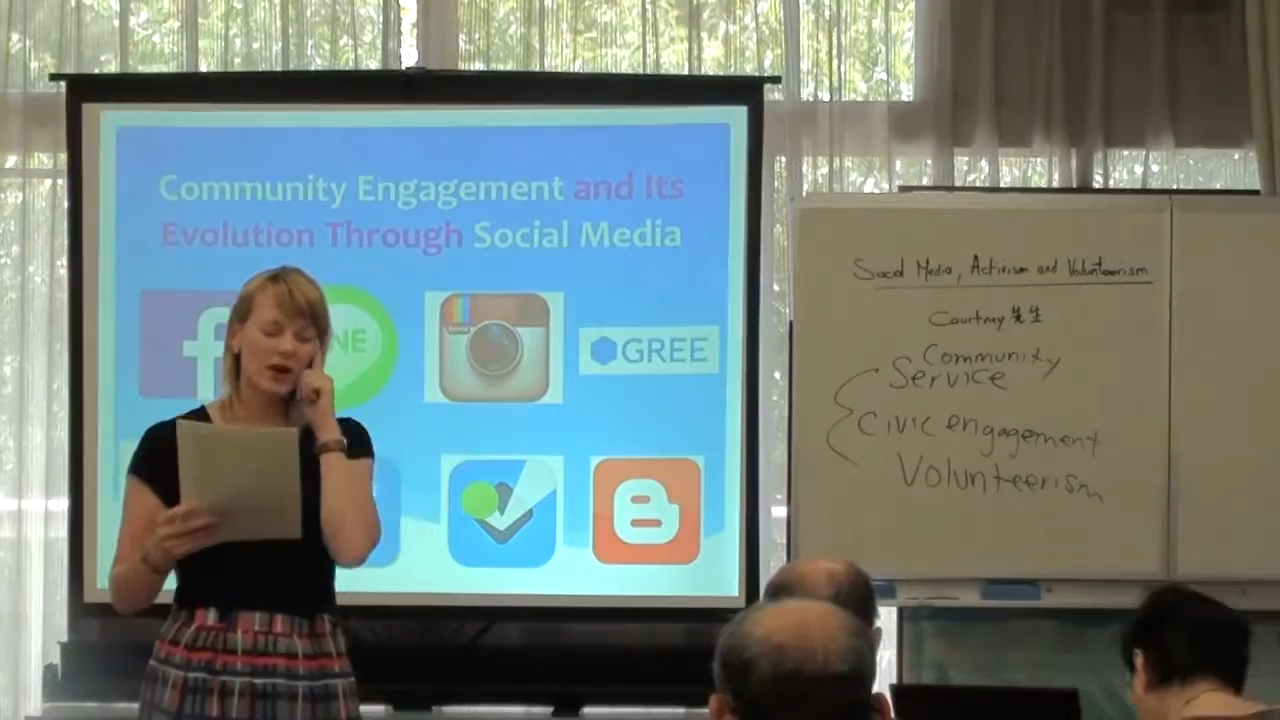 Community Engagement and Its
Evolution Through Social Media
f
NE
GREE
B
Social Media, Activism and Volunteerism
Courtney 先生
Community
Service
Civic engagement
Volunteerism